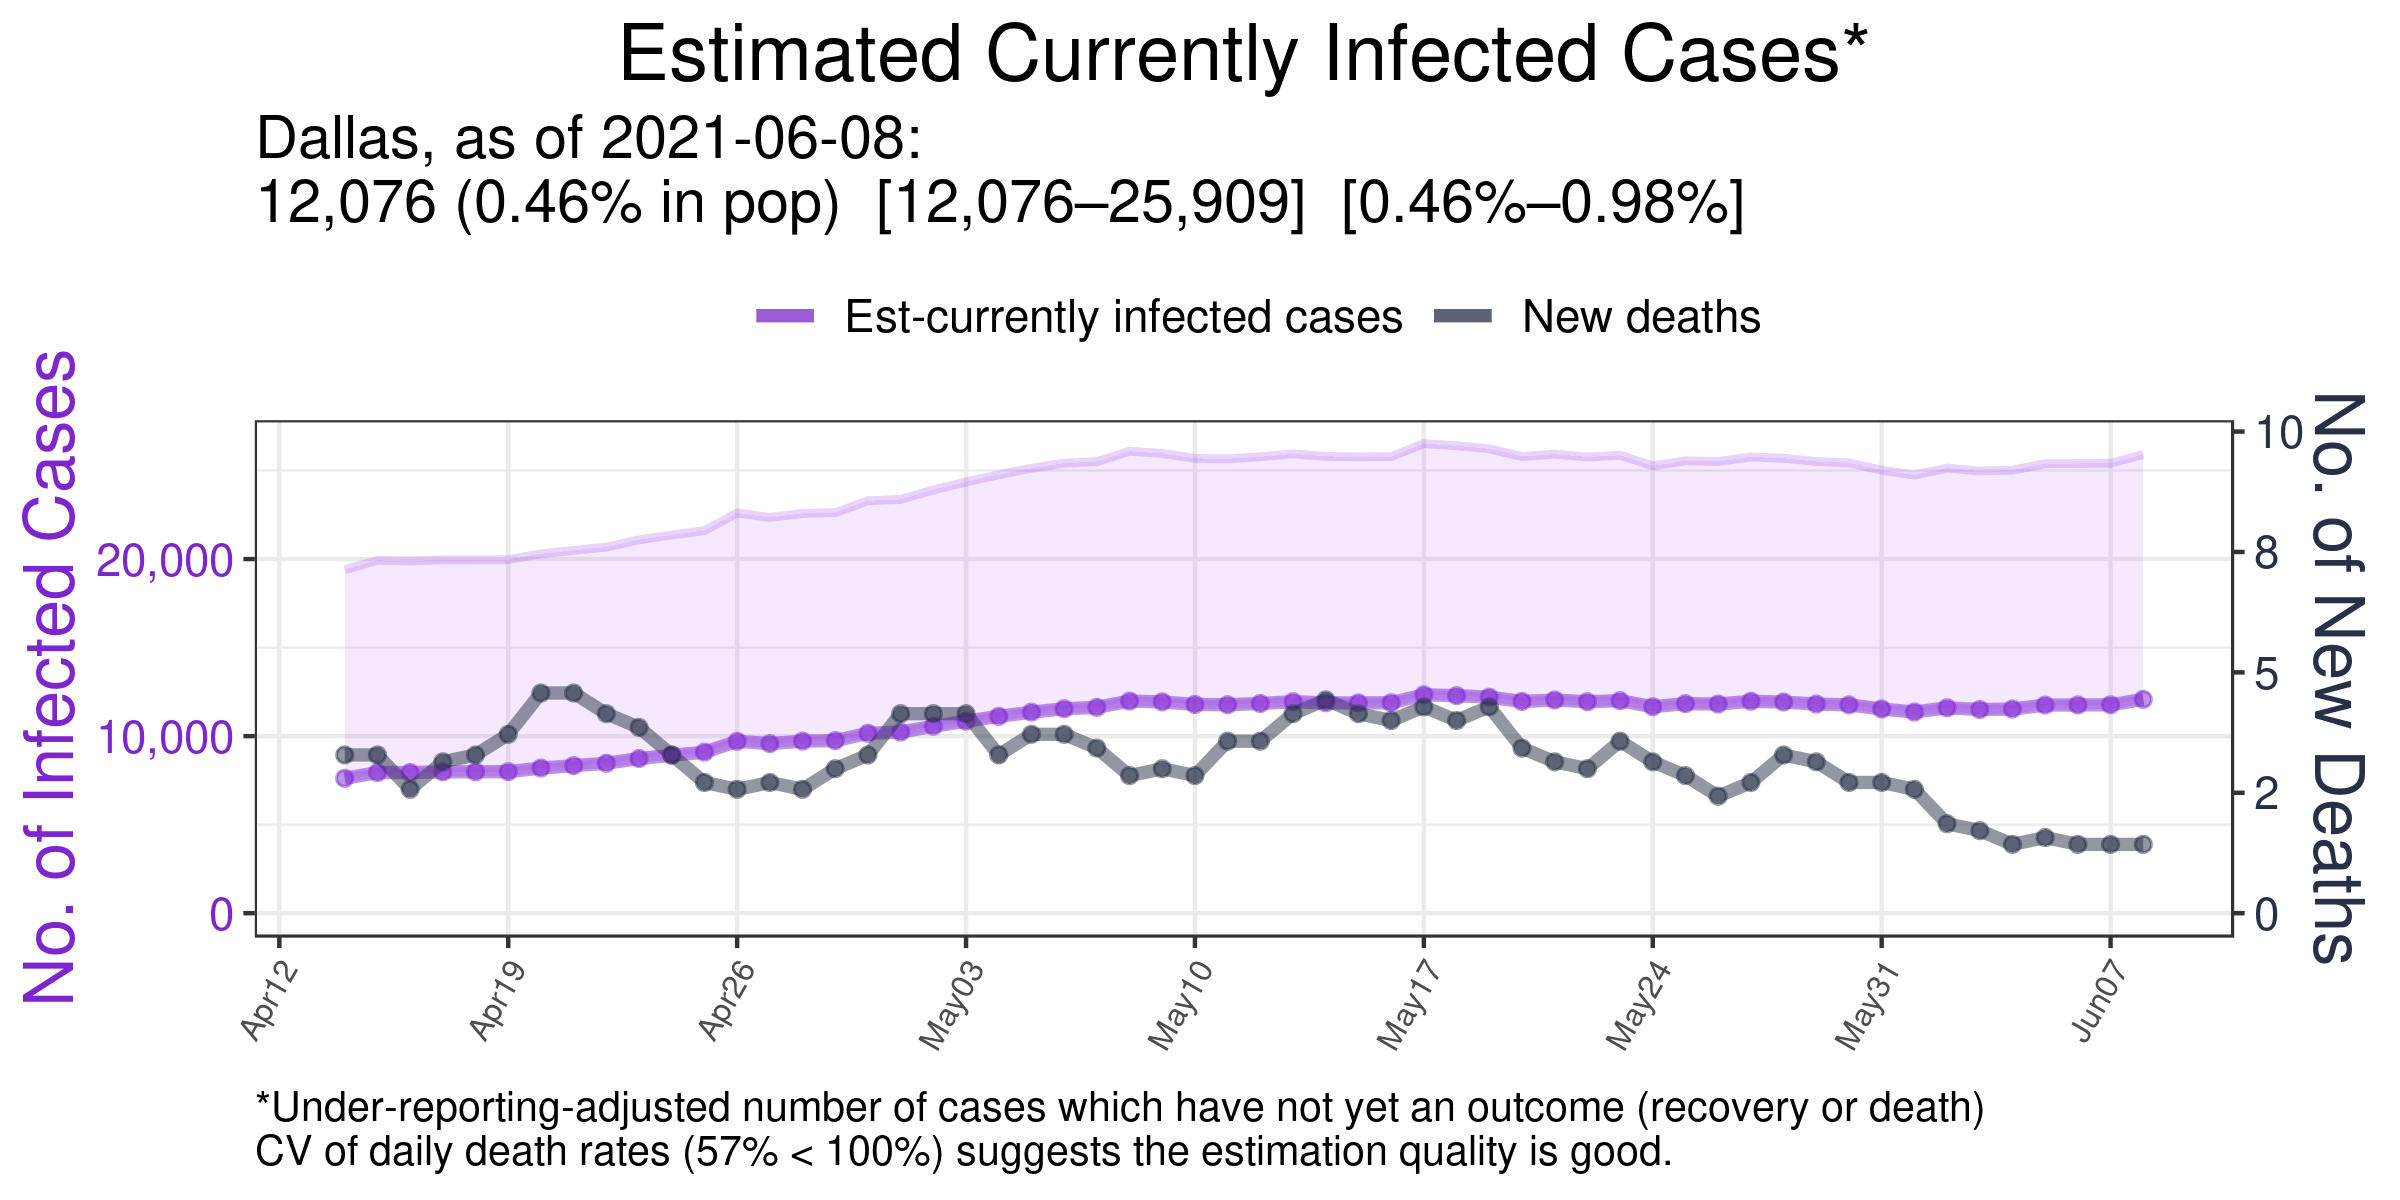 Estimated Currently Infected Cases*
Dallas, as of 2021-06-08:
12,076 (0.46% in pop) [12,076–25,909] [0.46%–0.98%]
Est-currently infected cases New deaths
No. of Infected Cases
20,000
10,000
0
10
8
5
2
0
No. of New Deaths
Apr12 Apr19 Apr26 May03 May10 May17 May24 May31 Jun07
*Under-reporting-adjusted number of cases which have not yet an outcome (recovery or death)
CV of daily death rates (57% < 100%) suggests the estimation quality is good.